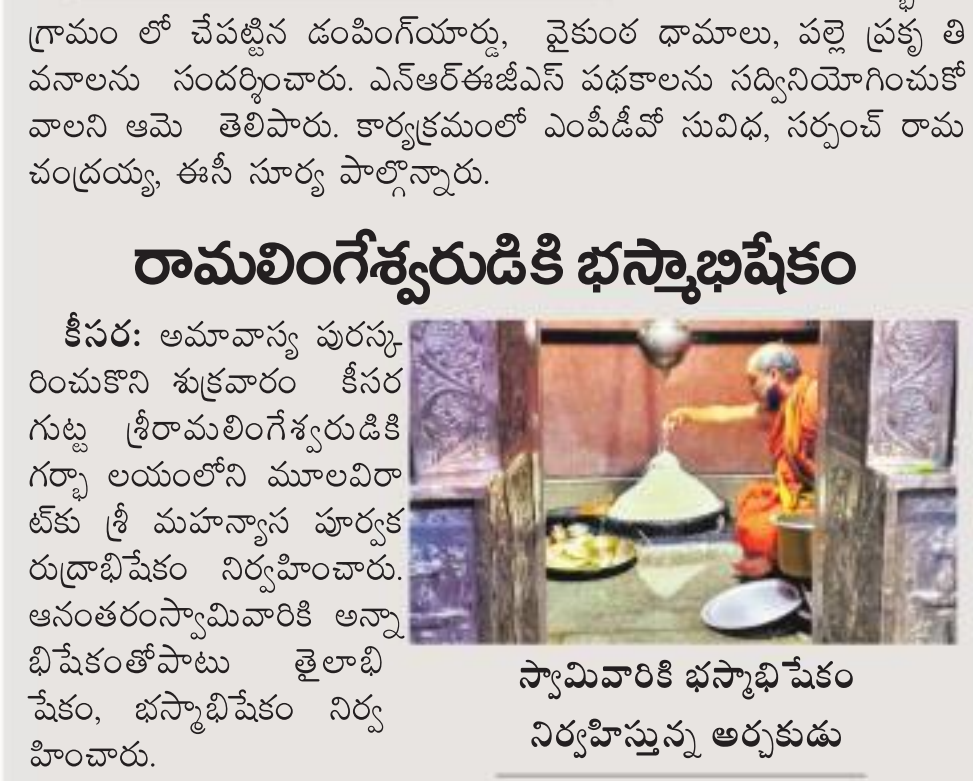 గ్రామం లో చేపట్టిన డంపింగ్‌యార్డు, వైకుంఠ ధామాలు, పల్లె ప్రకృ తి
వనాలను సందర్శించారు. ఎన్ఆర్ఈజీఎస్ పథకాలను సద్వినియోగించుకో
వాలని ఆమె తెలిపారు. కార్యక్రమంలో ఎంపీడీవో సువిధ, సర్పంచ్ రామ
చంద్రయ్య, ఈసీ సూర్య పాల్గొన్నారు.
రామలింగేశ్వరుడికి భస్మాభిషేకం
కీసర: అమావాస్య పురస్క
రించుకొని శుక్రవారం కీసర
గుట్ట శ్రీరామలింగేశ్వరుడికి
గర్భా లయంలోని మూలవిరా
ట్‌కు శ్రీ మహన్యాస పూర్వక
రుద్రాభిషేకం నిర్వహించారు.
ఆనంతరంస్వామివారికి అన్నా
భిషేకంతోపాటు తైలాభి
షేకం, భస్మాభిషేకం నిర్వ
హించారు.
స్వామివారికి భస్మాభి షేకం
నిర్వహిస్తున్న అర్చకుడు